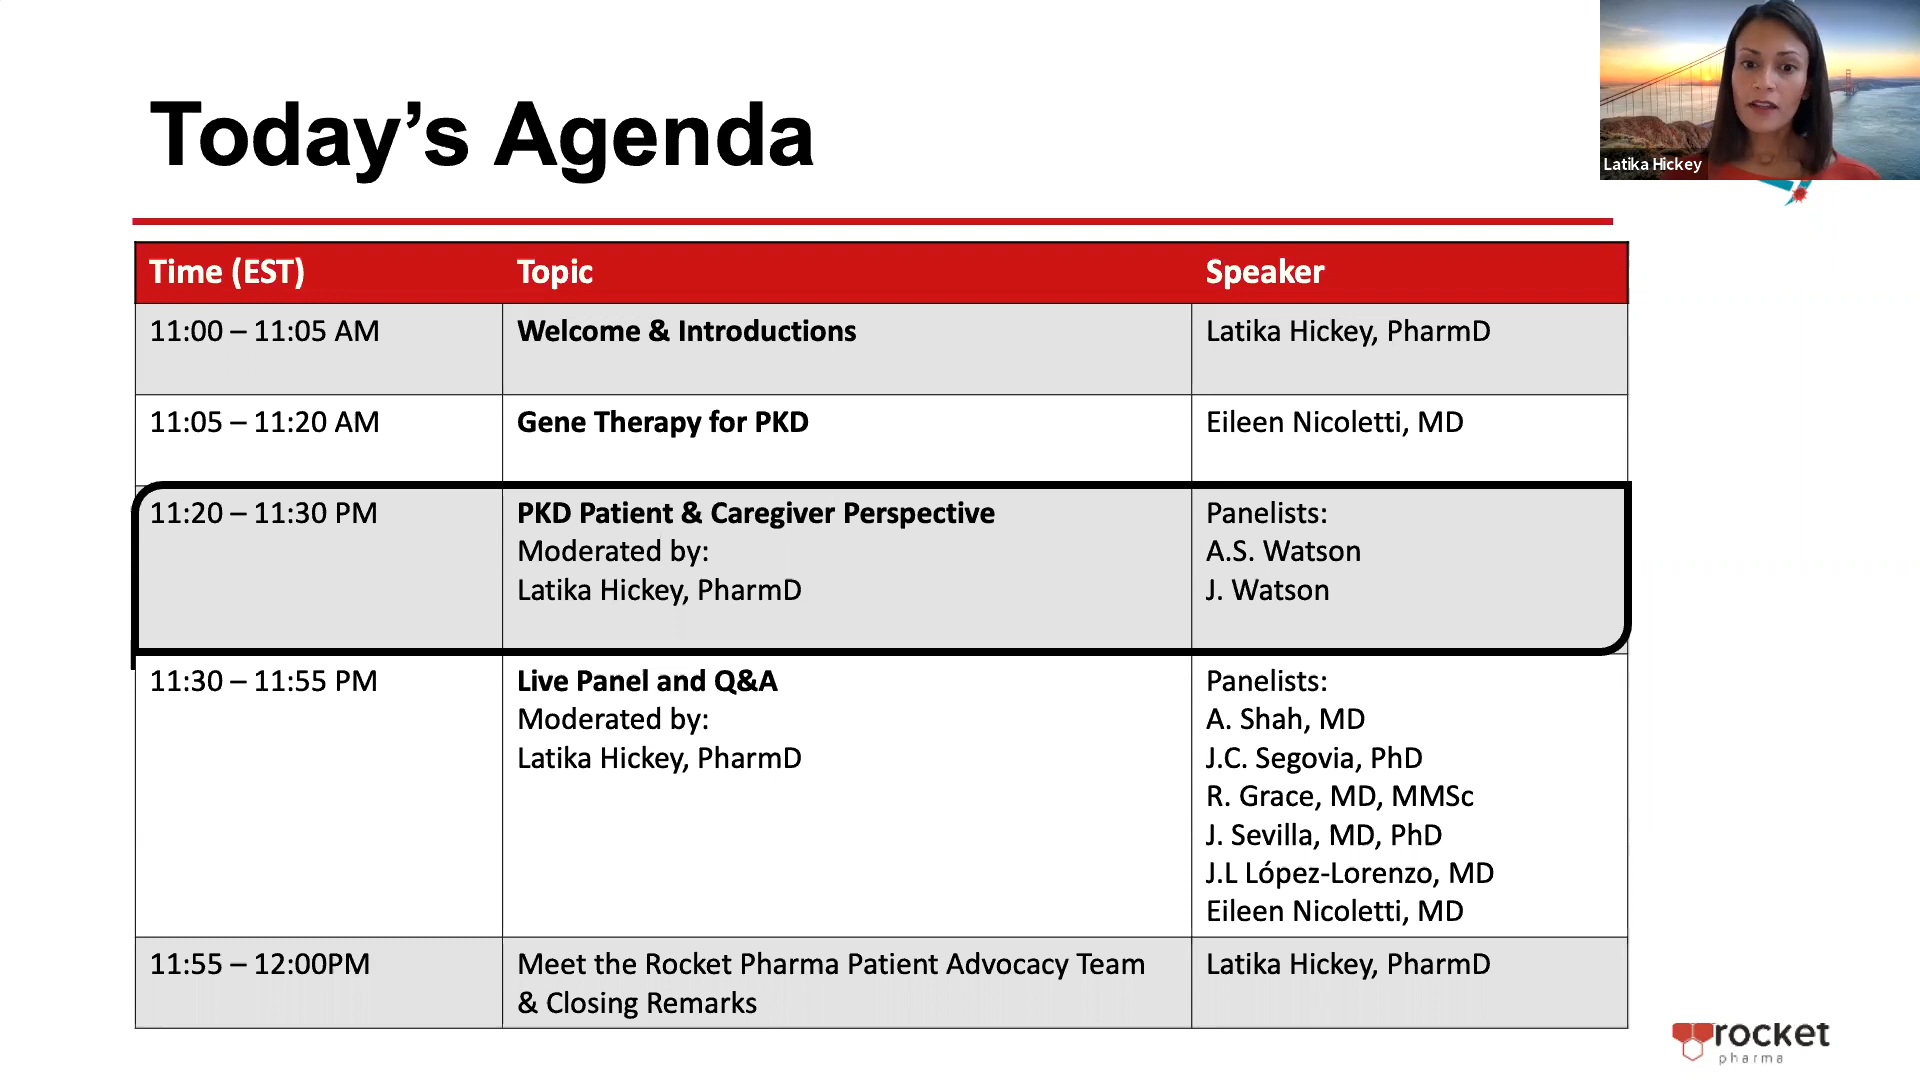 Today's Agenda
Latika Hickey
Time (EST) Topic Speaker
11:00 – 11:05 AM Welcome & Introductions Latika Hickey, PharmD
11:05 – 11:20 AM Gene Therapy for PKD Eileen Nicoletti, MD
11:20 – 11:30 PM PKD Patient & Caregiver Perspective Panelists:
Moderated by: A.S. Watson
Latika Hickey, PharmD J. Watson
11:30 – 11:55 PM Live Panel and Q&A Panelists:
Moderated by: A. Shah, MD
Latika Hickey, PharmD J.C. Segovia, PhD
R. Grace, MD, MMSc
J. Sevilla, MD, PhD
J.L López-Lorenzo, MD
Eileen Nicoletti, MD
11:55 – 12:00PM Meet the Rocket Pharma Patient Advocacy Team Latika Hickey, PharmD
& Closing Remarks
rocket
pharma